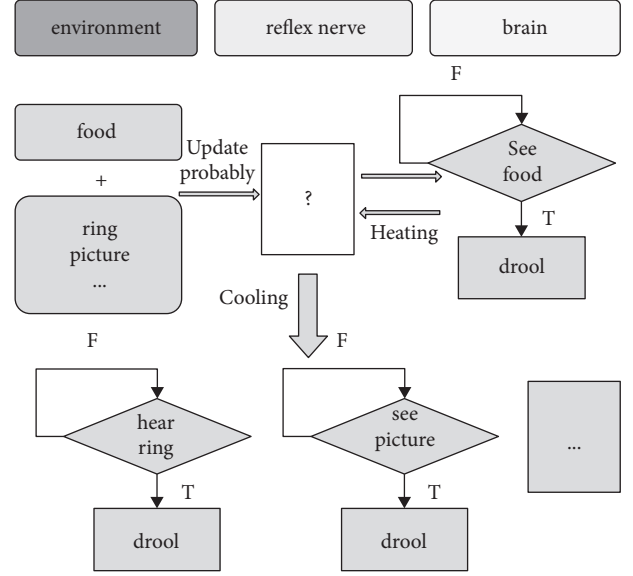 environment
reflex nerve
brain
F
food
Update
probably
See
food
+
?
ring
picture
...
Heating
T
drool
Cooling
F
F
hear
ring
see
picture
...
T
T
drool
drool